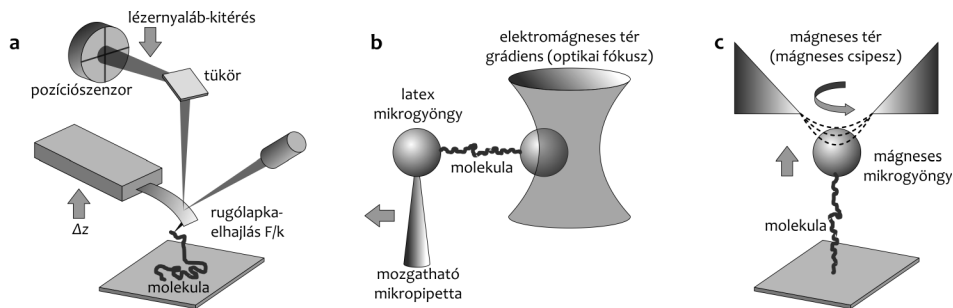 a
lézernyaláb-kitérés
tükör
pozíciószenzor
Δz
rugólapka-
elhajlás F/k
molekula
b
elektromágneses tér
grádiens (optikai fókusz)
latex
mikrogyöngy
molekula
mozgatható
mikropipetta
c
mágneses tér
(mágneses csipesz)
mágneses
mikrogyöngy
molekula